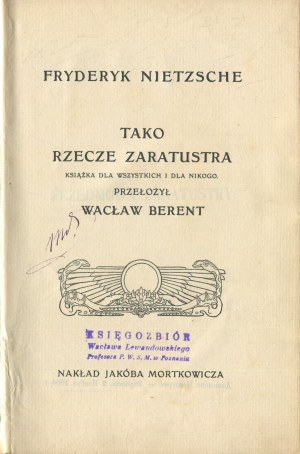 FRYDERYK NIETZSCHE
TAKO
RZECZE ZARATUSTRA
KSIĄŻKA DLA WSZYSTKICH I DLA NIKOGO.
PRZEŁOŻYŁ
WACŁAW BERENT
KSIĘGOZBIÓR
Wacława Lewandowskiego
Profesora P. W. S. M. w Poznaniu
NAKŁAD JAKÓBA MORTKOWICZA